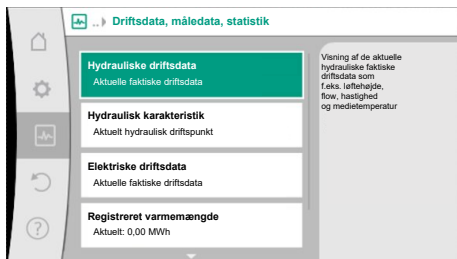 .. Driftsdata, måledata, statistik
Hydrauliske driftsdata
Aktuelle faktiske driftsdata
Hydraulisk karakteristik
Aktuelt hydraulisk driftspunkt
Elektriske driftsdata
Aktuelle faktiske driftsdata
Registreret varmemængde
Aktuelt: 0,00 MWh
Visning af de aktuelle
hydrauliske faktiske
driftsdata som
f.eks. løftehøjde,
flow, hastighed
og medietemperatur